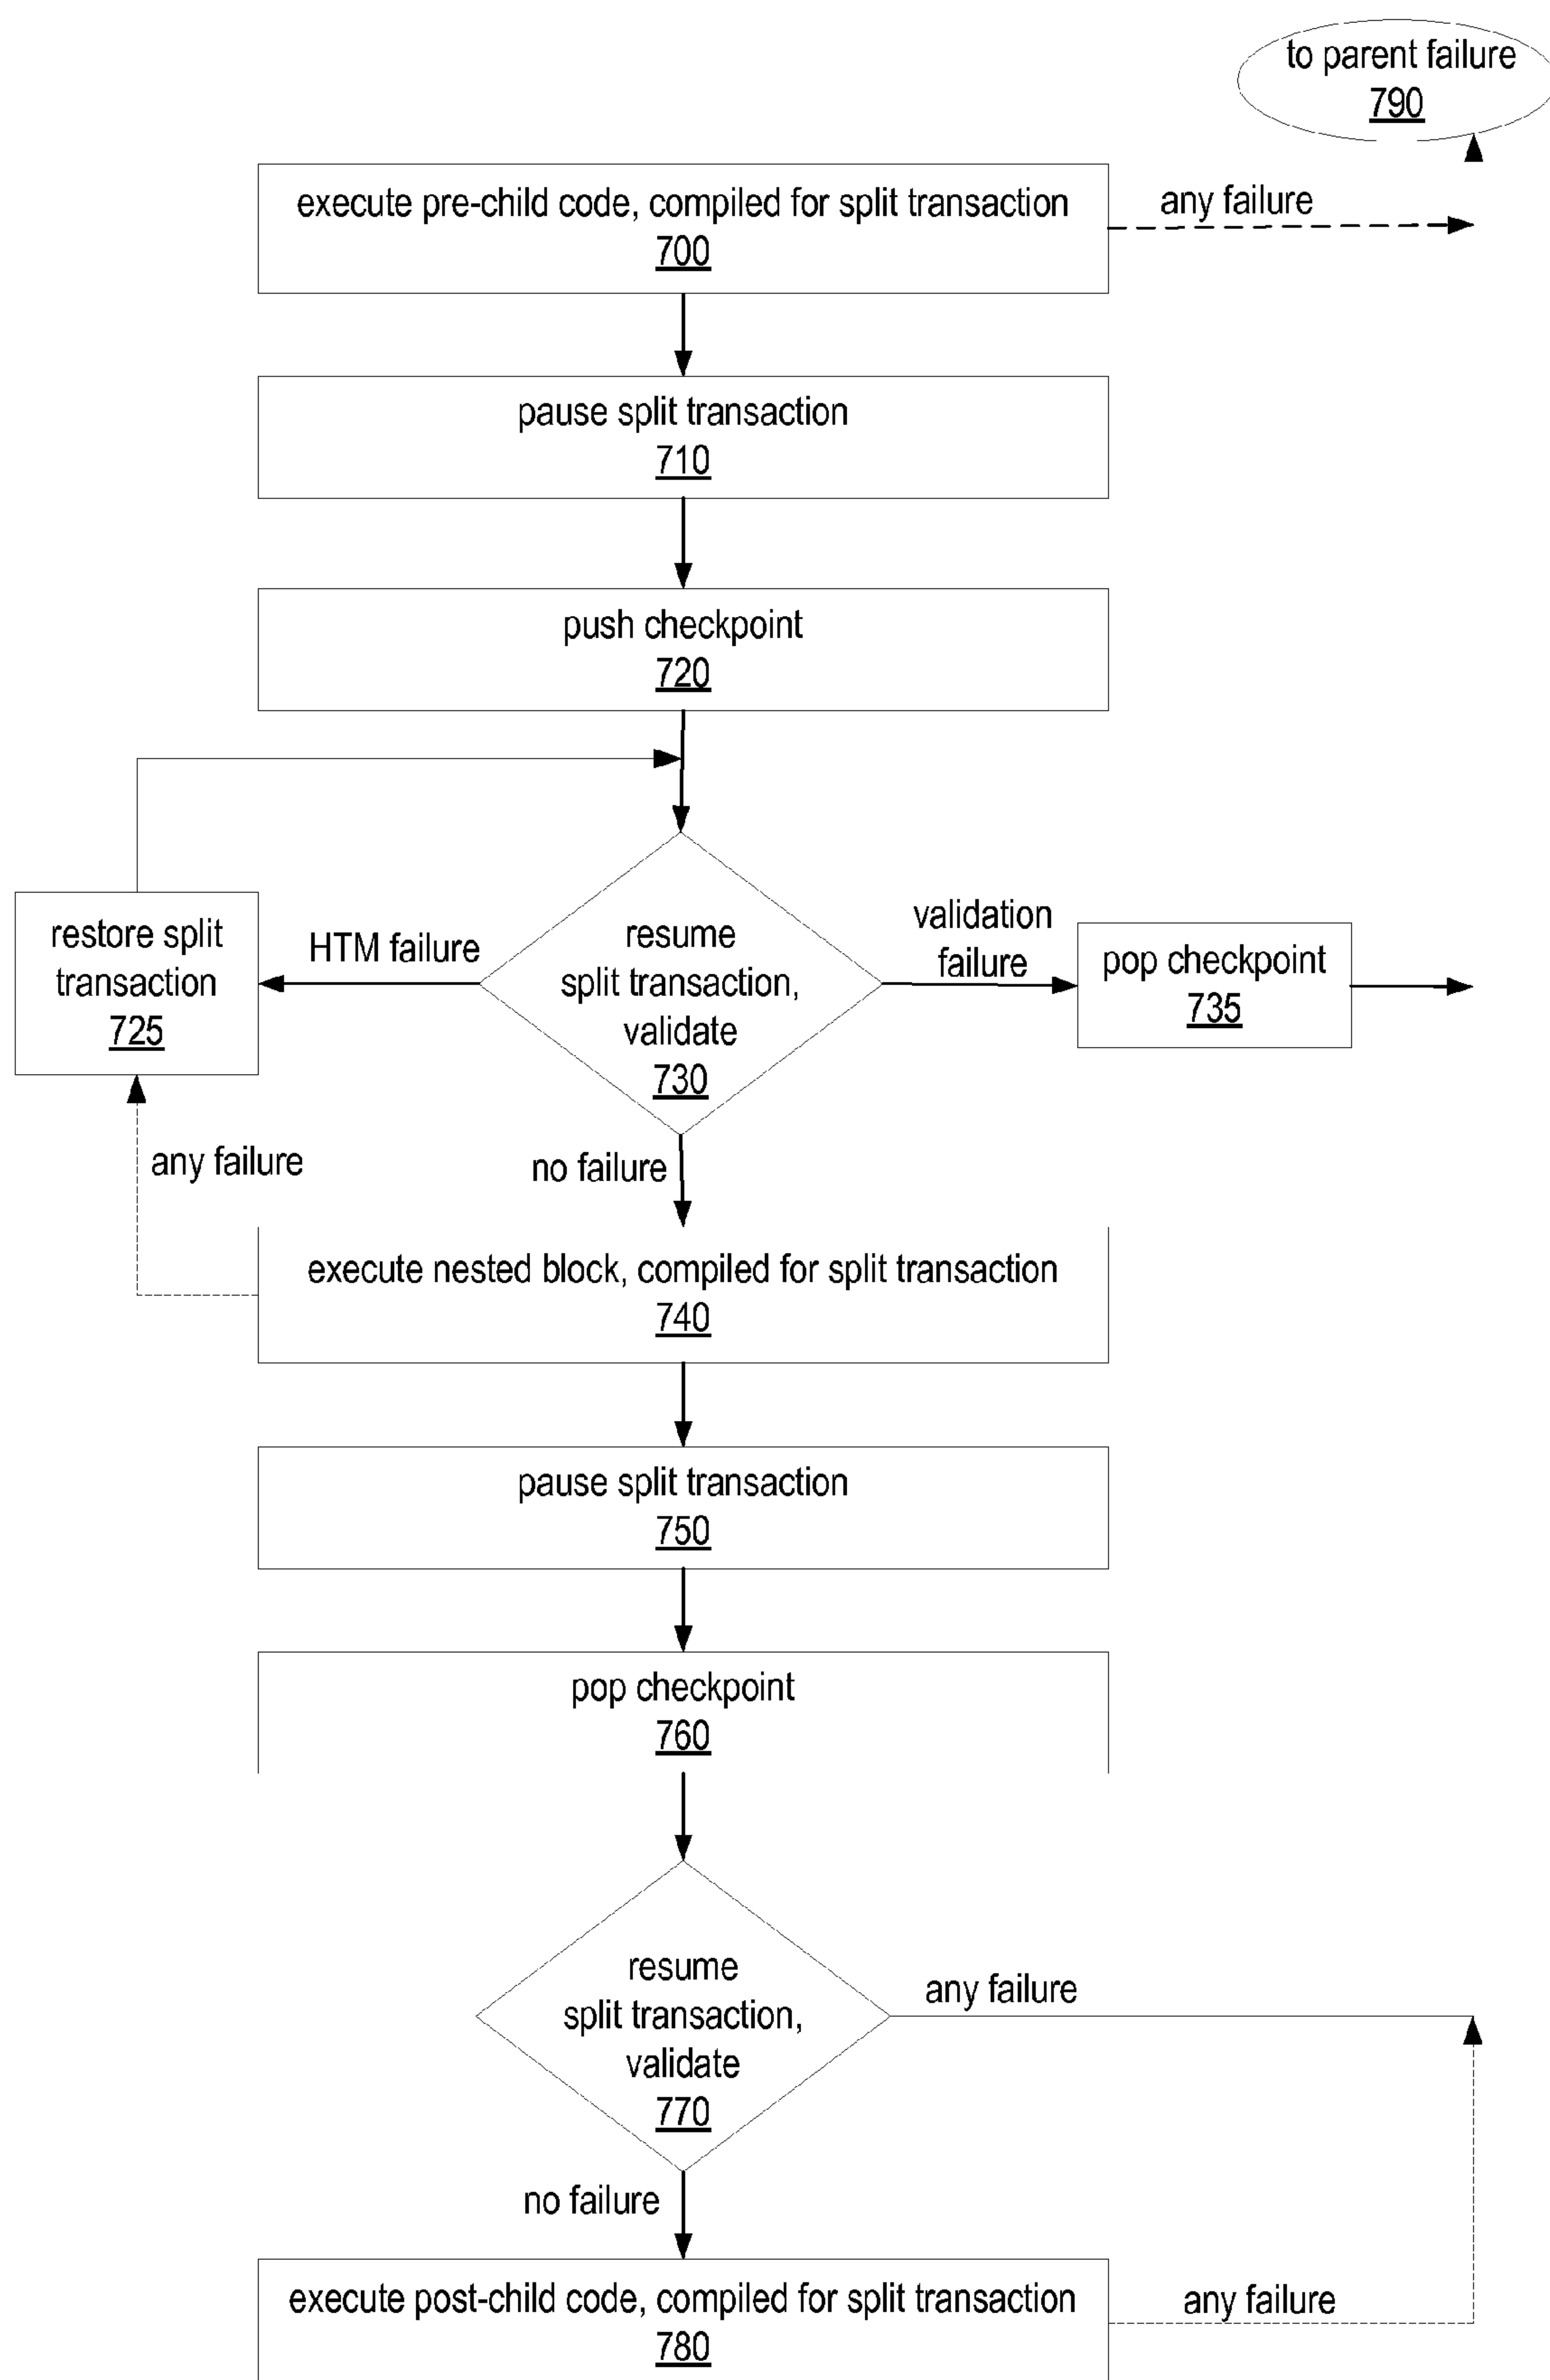 to parent failure
790
execute pre-child code, compiled for split transaction
700
any failure
pause split transaction
710
push checkpoint
720
restore split
transaction
725
HTM failure
resume
split transaction,
validate
730
validation
failure
pop checkpoint
735
any failure
no failure
execute nested block, compiled for split transaction
740
pause split transaction
750
pop checkpoint
760
resume
split transaction,
validate
770
any failure
no failure
execute post-child code, compiled for split transaction
780
any failure